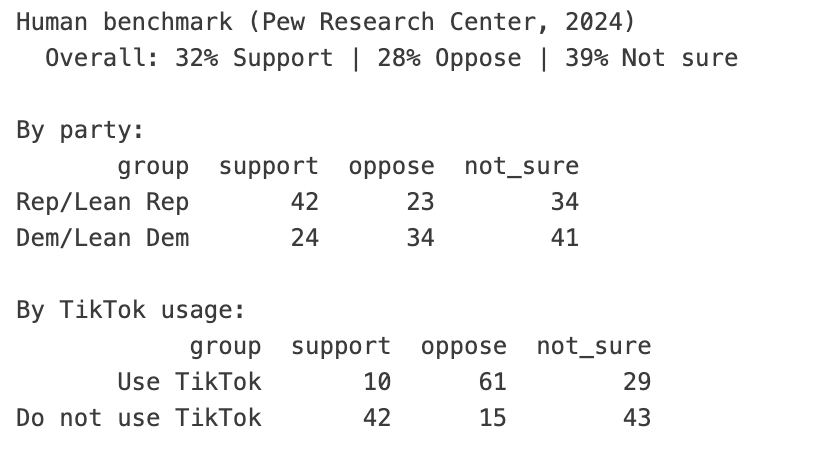 Human benchmark (Pew Research Center, 2024)
Overall: 32% Support | 28% Oppose | 39% Not sure
By party:
group support oppose not_sure
Rep/Lean Rep 42 23 34
Dem/Lean Dem 24 34 41
By TikTok usage:
group support oppose not_sure
Use TikTok 10 61 29
Do not use TikTok 42 15 43